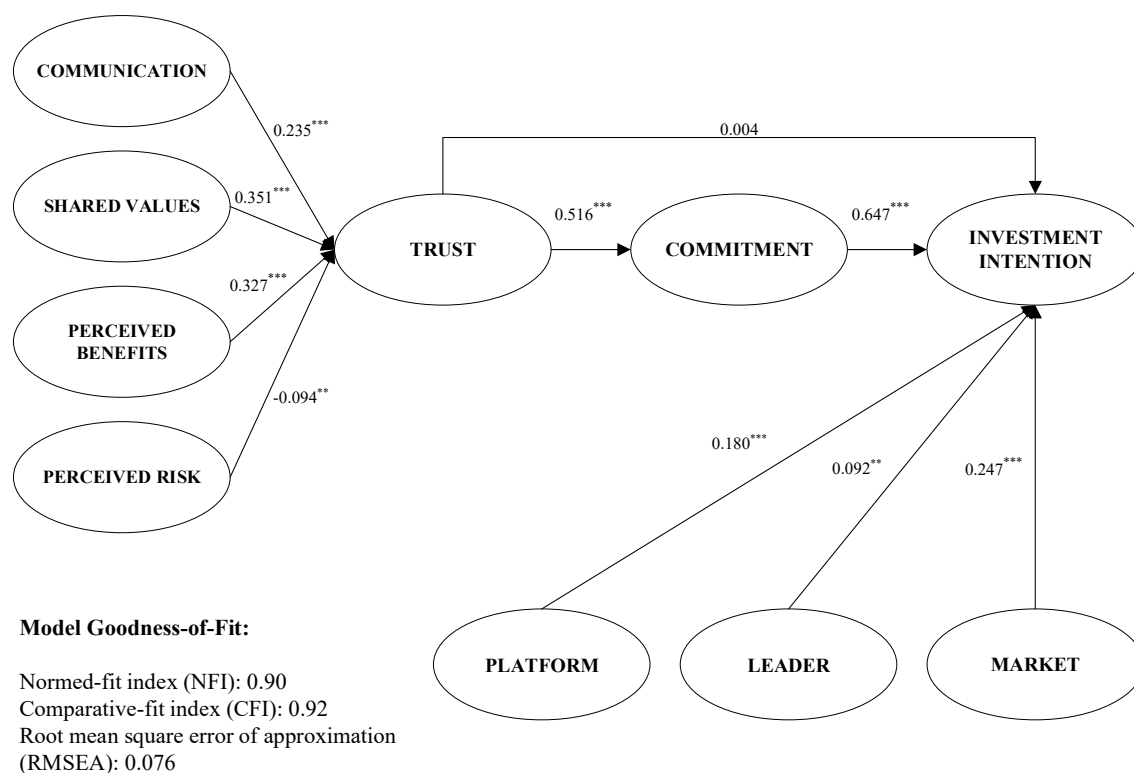 COMMUNICATION
0.235***
0.004
SHARED VALUES
0.351***
0.516***
0.647***
TRUST
COMMITMENT
INVESTMENT
INTENTION
0.327***
PERCEIVED
BENEFITS
-0.094**
PERCEIVED RISK
0.180***
0.092**
0.247***
PLATFORM
LEADER
MARKET
Model Goodness-of-Fit:
Normed-fit index (NFI): 0.90
Comparative-fit index (CFI): 0.92
Root mean square error of approximation
(RMSEA): 0.076